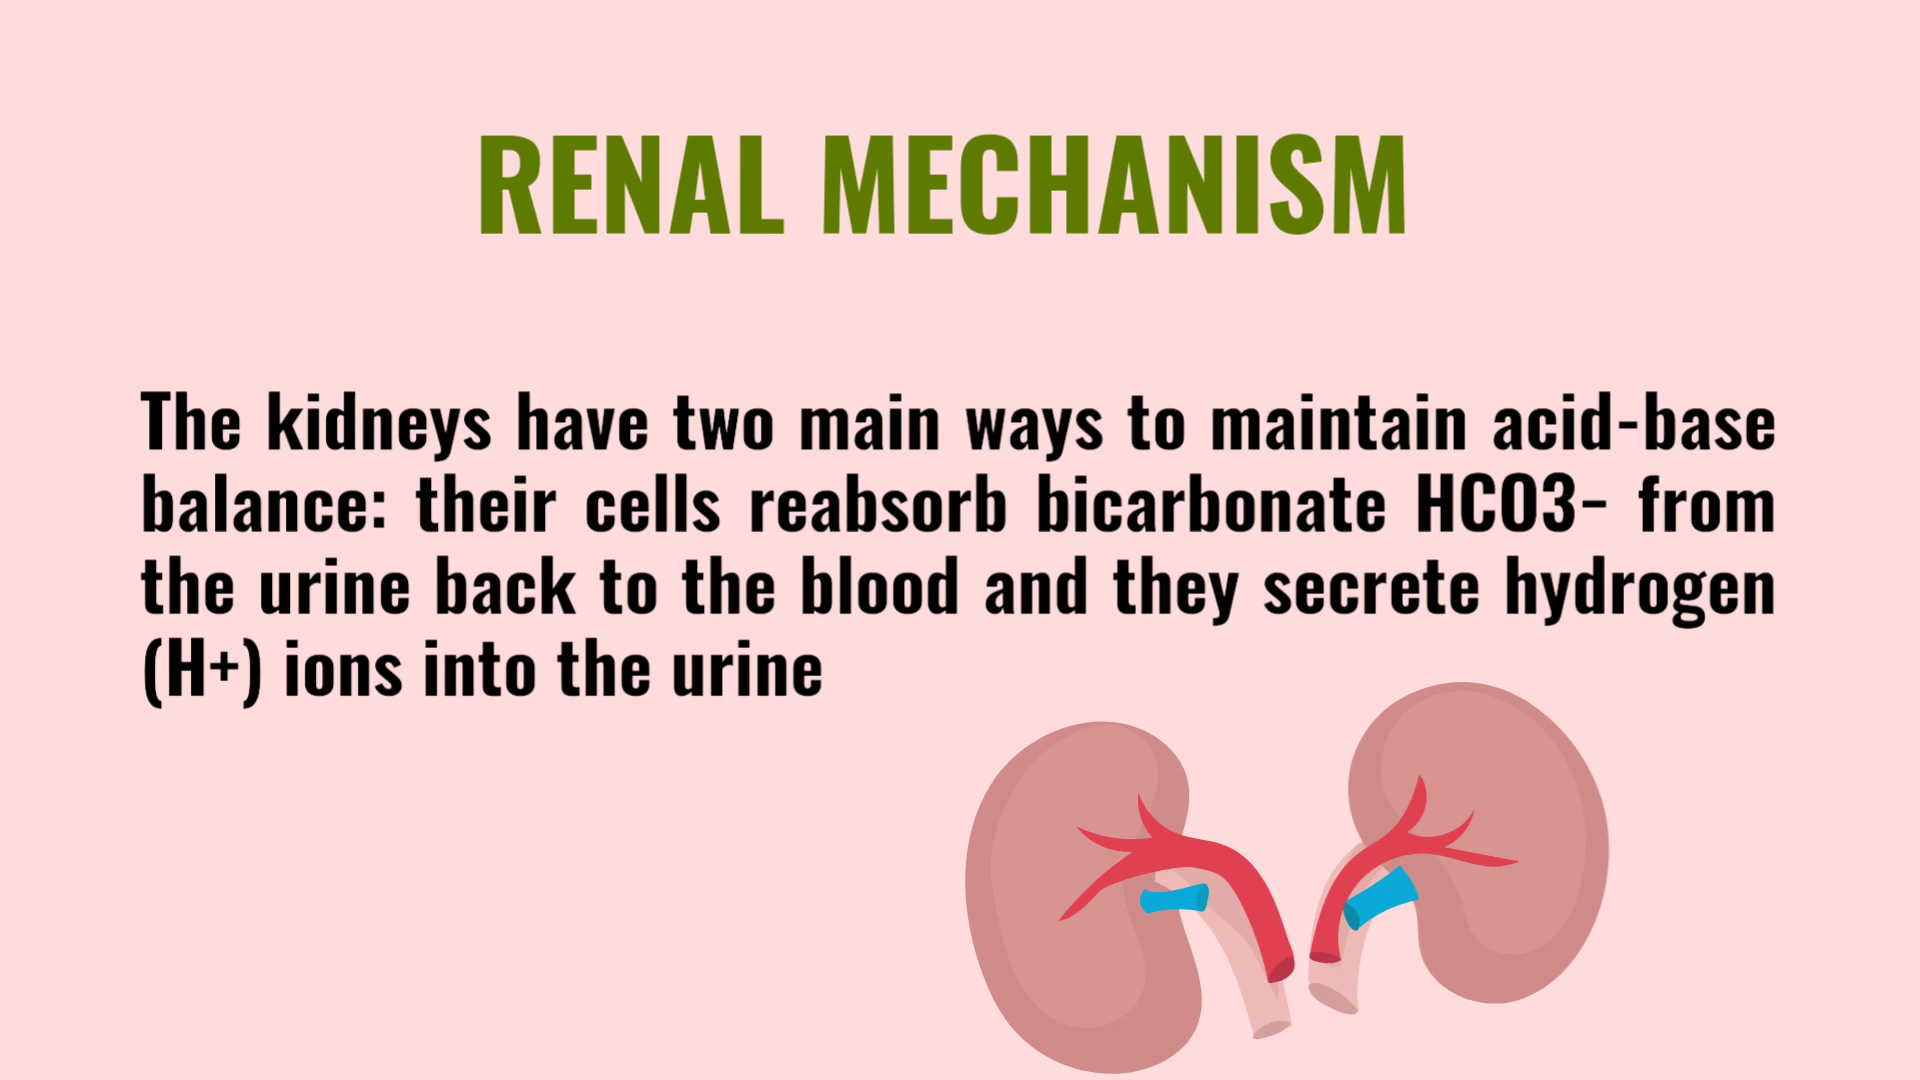 RENAL MECHANISM
The kidneys have two main ways to maintain acid-base
balance: their cells reabsorb bicarbonate HCO3− from
the urine back to the blood and they secrete hydrogen
(H+) ions into the urine